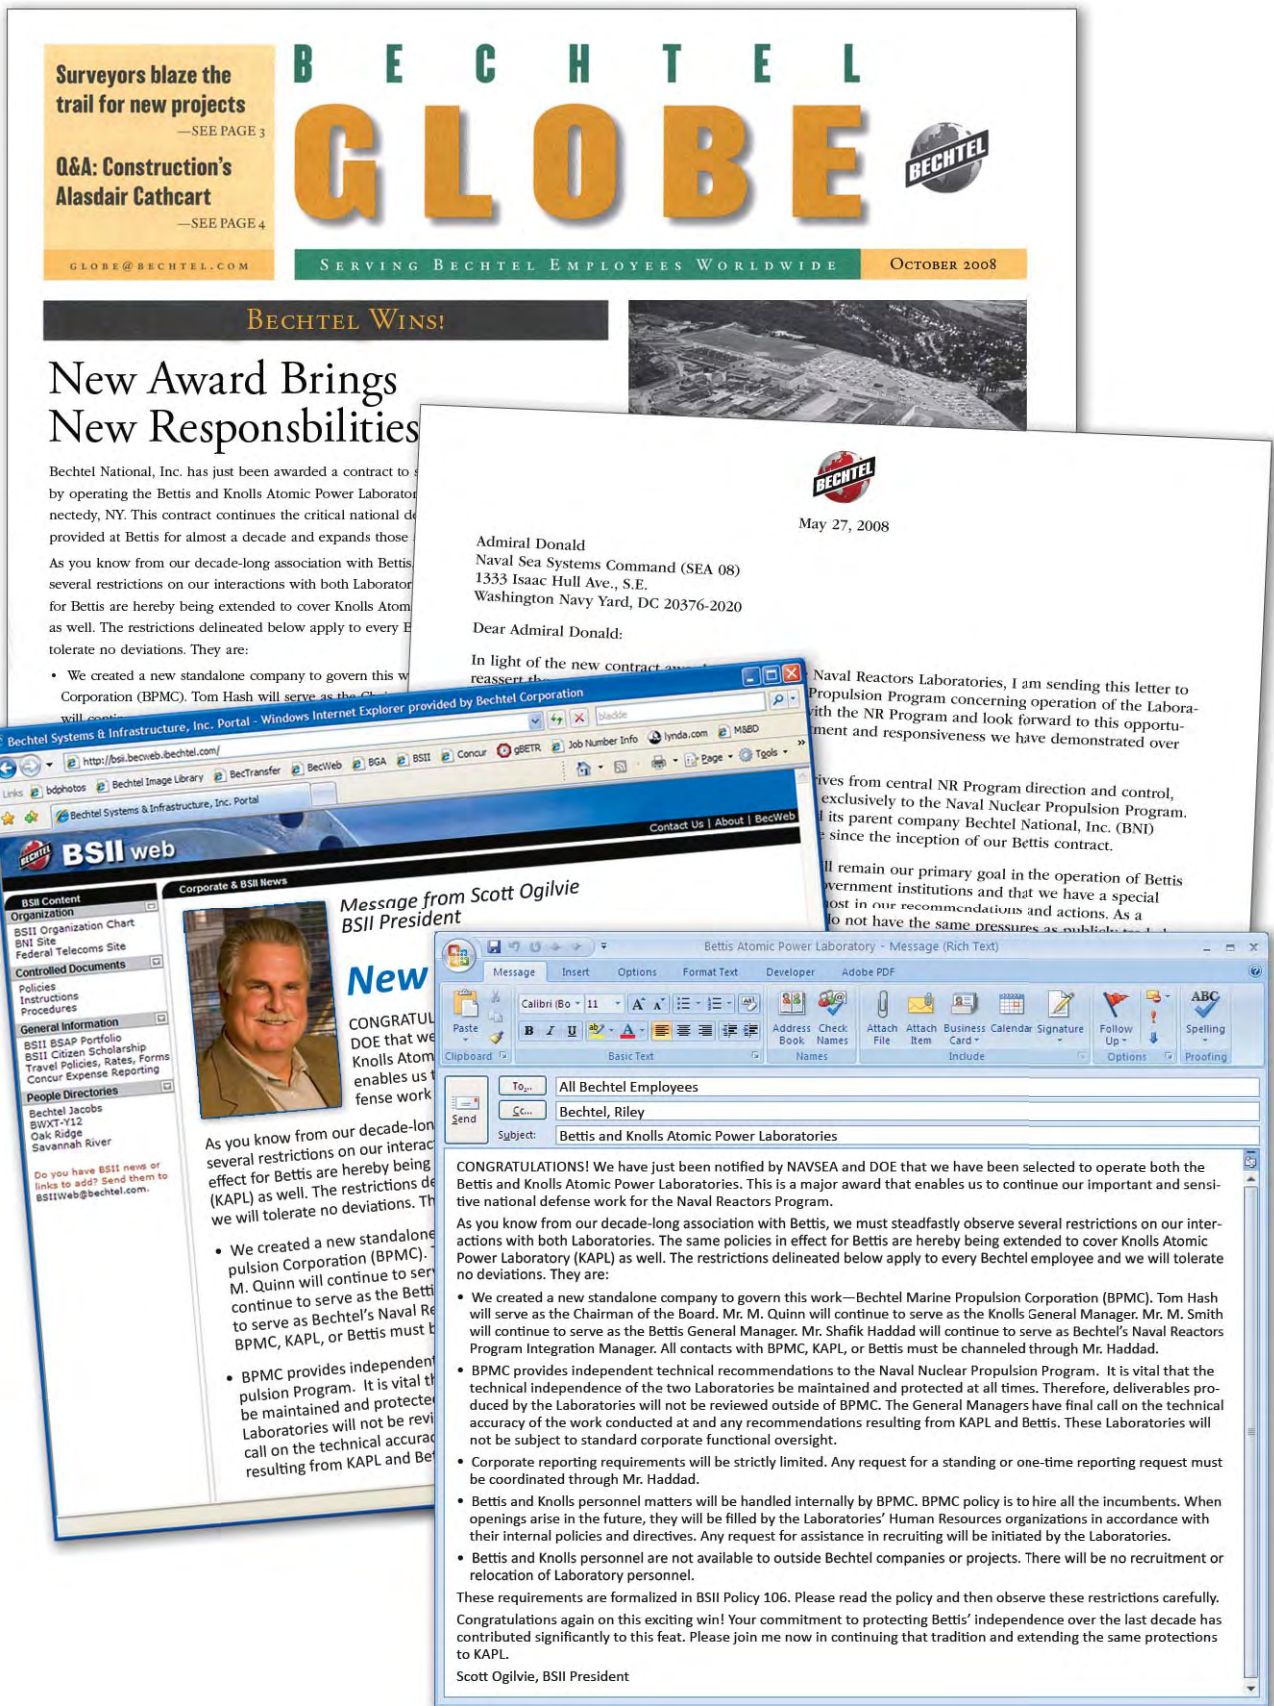 Surveyors blaze the
trail for new projects
—SEE PAGE 3
Q&A: Construction's
Alasdair Cathcart
—SEE PAGE 4
GLOBE@BECHTEL.COM
BECHTEL
GLOBE
BECHTEL
SERVING BECHTEL EMPLOYEES WORLDWIDE
OCTOBER 2008
BECHTEL WINS!
New Award Brings
New Responsbilities
Bechtel National, Inc. has just been awarded a contract to
by operating the Bettis and Knolls Atomic Power Laborator
nectedy, NY. This contract continues the critical national de
provided at Bettis for almost a decade and expands those
As you know from our decade-long association with Bettis
several restrictions on our interactions with both Laborator
for Bettis are hereby being extended to cover Knolls Atom
as well. The restrictions delineated below apply to every B
tolerate no deviations. They are:
• We created a new standalone company to govern this w
Corporation (BPMC). Tom Hash will serve as the
will
BECHTEL
May 27, 2008
Admiral Donald
Naval Sea Systems Command (SEA 08)
1333 Isaac Hull Ave., S.E.
Washington Navy Yard, DC 20376-2020
Dear Admiral Donald:
In light of the new contract
Naval Reactors Laboratories, I am sending this letter to
reassert
Propulsion Program concerning operation of the Labora-
ith the NR Program and look forward to this opportu-
ment and responsiveness we have demonstrated over
ives from central NR Program direction and control,
exclusively to the Naval Nuclear Propulsion Program.
its parent company Bechtel National, Inc. (BNI)
since the inception of our Bettis contract.
ll remain our primary goal in the operation of Bettis
vernment institutions and that we have a special
ost in our recommendations and actions. As a
o not have the same pressures as publicly
Bechtel Systems & Infrastructure, Inc. Portal - Windows Internet Explorer provided by Bechtel Corporation
http://bsii.becweb.ibechtel.com/
bladde
Links bdphotos Bechtel Image Library BecTransfer BecWeb BGA BSII Concur gBETR Job Number Info lynda.com M&BD
Bechtel Systems & Infrastructure, Inc. Portal
Page Tools
BECHTEL
BSII web
Contact Us | About | BecWeb
BSII Content
Organization
BSII Organization Chart
BNI Site
Federal Telecoms Site
Controlled Documents
Policies
Instructions
Procedures
General Information
BSII BSAP Portfolio
BSII Citizen Scholarship
Travel Policies, Rates, Forms
Concur Expense Reporting
People Directories
Bechtel Jacobs
BWXT-Y12
Oak Ridge
Savannah River
Do you have BSII news or
links to add? Send them to
BSIIWeb@bechtel.com.
Corporate & BSII News
Message from Scott Ogilvie
BSII President
New
CONGRATUL
DOE that we
Knolls Atom
enables us t
fense work
As you know from our decade-lon
several restrictions on our interac
effect for Bettis are hereby being
(KAPL) as well. The restrictions de
we will tolerate no deviations. Th
• We created a new standalone
pulsion Corporation (BPMC). T
M. Quinn will continue to ser
continue to serve as the Betti
to serve as Bechtel's Naval Re
BPMC, KAPL, or Bettis must b
• BPMC provides independent
pulsion Program. It is vital th
be maintained and protecte
Laboratories will not be revi
call on the technical accurac
resulting from KAPL and Bet
Bettis Atomic Power Laboratory - Message (Rich Text)
Message Insert Options Format Text Developer Adobe PDF
Calibri (Bo 11
Paste
Clipboard
B I U
Basic Text
Address Book
Check Names
Names
Attach File
Attach Item
Business Card
Calendar
Signature
Include
Follow Up
Options
ABC
Spelling
Proofing
Send
To...
All Bechtel Employees
Cc...
Bechtel, Riley
Subject:
Bettis and Knolls Atomic Power Laboratories
CONGRATULATIONS! We have just been notified by NAVSEA and DOE that we have been selected to operate both the
Bettis and Knolls Atomic Power Laboratories. This is a major award that enables us to continue our important and sensi-
tive national defense work for the Naval Reactors Program.
As you know from our decade-long association with Bettis, we must steadfastly observe several restrictions on our inter-
actions with both Laboratories. The same policies in effect for Bettis are hereby being extended to cover Knolls Atomic
Power Laboratory (KAPL) as well. The restrictions delineated below apply to every Bechtel employee and we will tolerate
no deviations. They are:
• We created a new standalone company to govern this work—Bechtel Marine Propulsion Corporation (BPMC). Tom Hash
will serve as the Chairman of the Board. Mr. M. Quinn will continue to serve as the Knolls General Manager. Mr. M. Smith
will continue to serve as the Bettis General Manager. Mr. Shafik Haddad will continue to serve as Bechtel's Naval Reactors
Program Integration Manager. All contacts with BPMC, KAPL, or Bettis must be channeled through Mr. Haddad.
• BPMC provides independent technical recommendations to the Naval Nuclear Propulsion Program. It is vital that the
technical independence of the two Laboratories be maintained and protected at all times. Therefore, deliverables pro-
duced by the Laboratories will not be reviewed outside of BPMC. The General Managers have final call on the technical
accuracy of the work conducted at and any recommendations resulting from KAPL and Bettis. These Laboratories will
not be subject to standard corporate functional oversight.
• Corporate reporting requirements will be strictly limited. Any request for a standing or one-time reporting request must
be coordinated through Mr. Haddad.
• Bettis and Knolls personnel matters will be handled internally by BPMC. BPMC policy is to hire all the incumbents. When
openings arise in the future, they will be filled by the Laboratories' Human Resources organizations in accordance with
their internal policies and directives. Any request for assistance in recruiting will be initiated by the Laboratories.
• Bettis and Knolls personnel are not available to outside Bechtel companies or projects. There will be no recruitment or
relocation of Laboratory personnel.
These requirements are formalized in BSII Policy 106. Please read the policy and then observe these restrictions carefully.
Congratulations again on this exciting win! Your commitment to protecting Bettis' independence over the last decade has
contributed significantly to this feat. Please join me now in continuing that tradition and extending the same protections
to KAPL.
Scott Ogilvie, BSII President